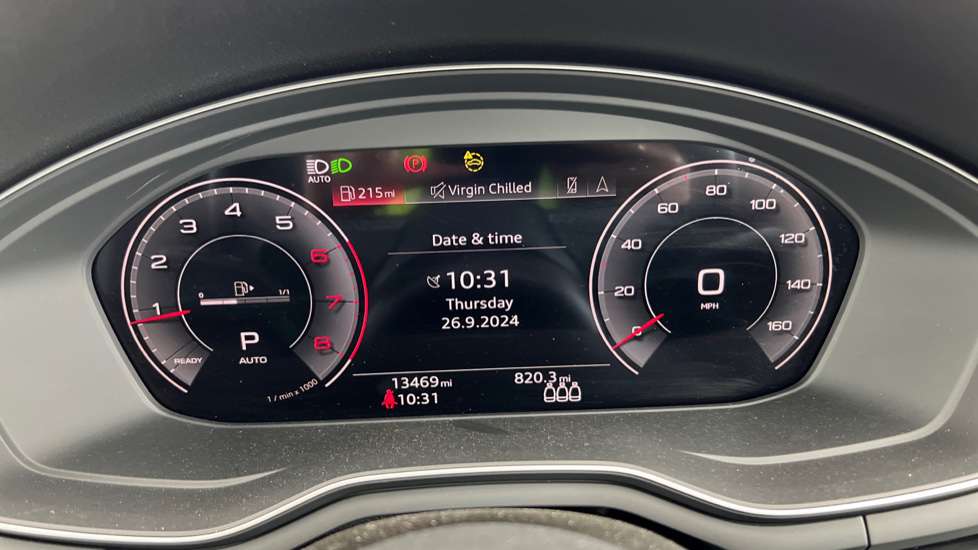 AUTO
P
215 mi
Virgin Chilled
Date & time
10:31
Thursday
26.9.2024
13469 mi
10:31
820.3 mi
1
2
3
4
5
6
7
8
0
1/1
P
AUTO
READY
1 / min x 1000
0
20
40
60
80
100
120
140
160
0
MPH